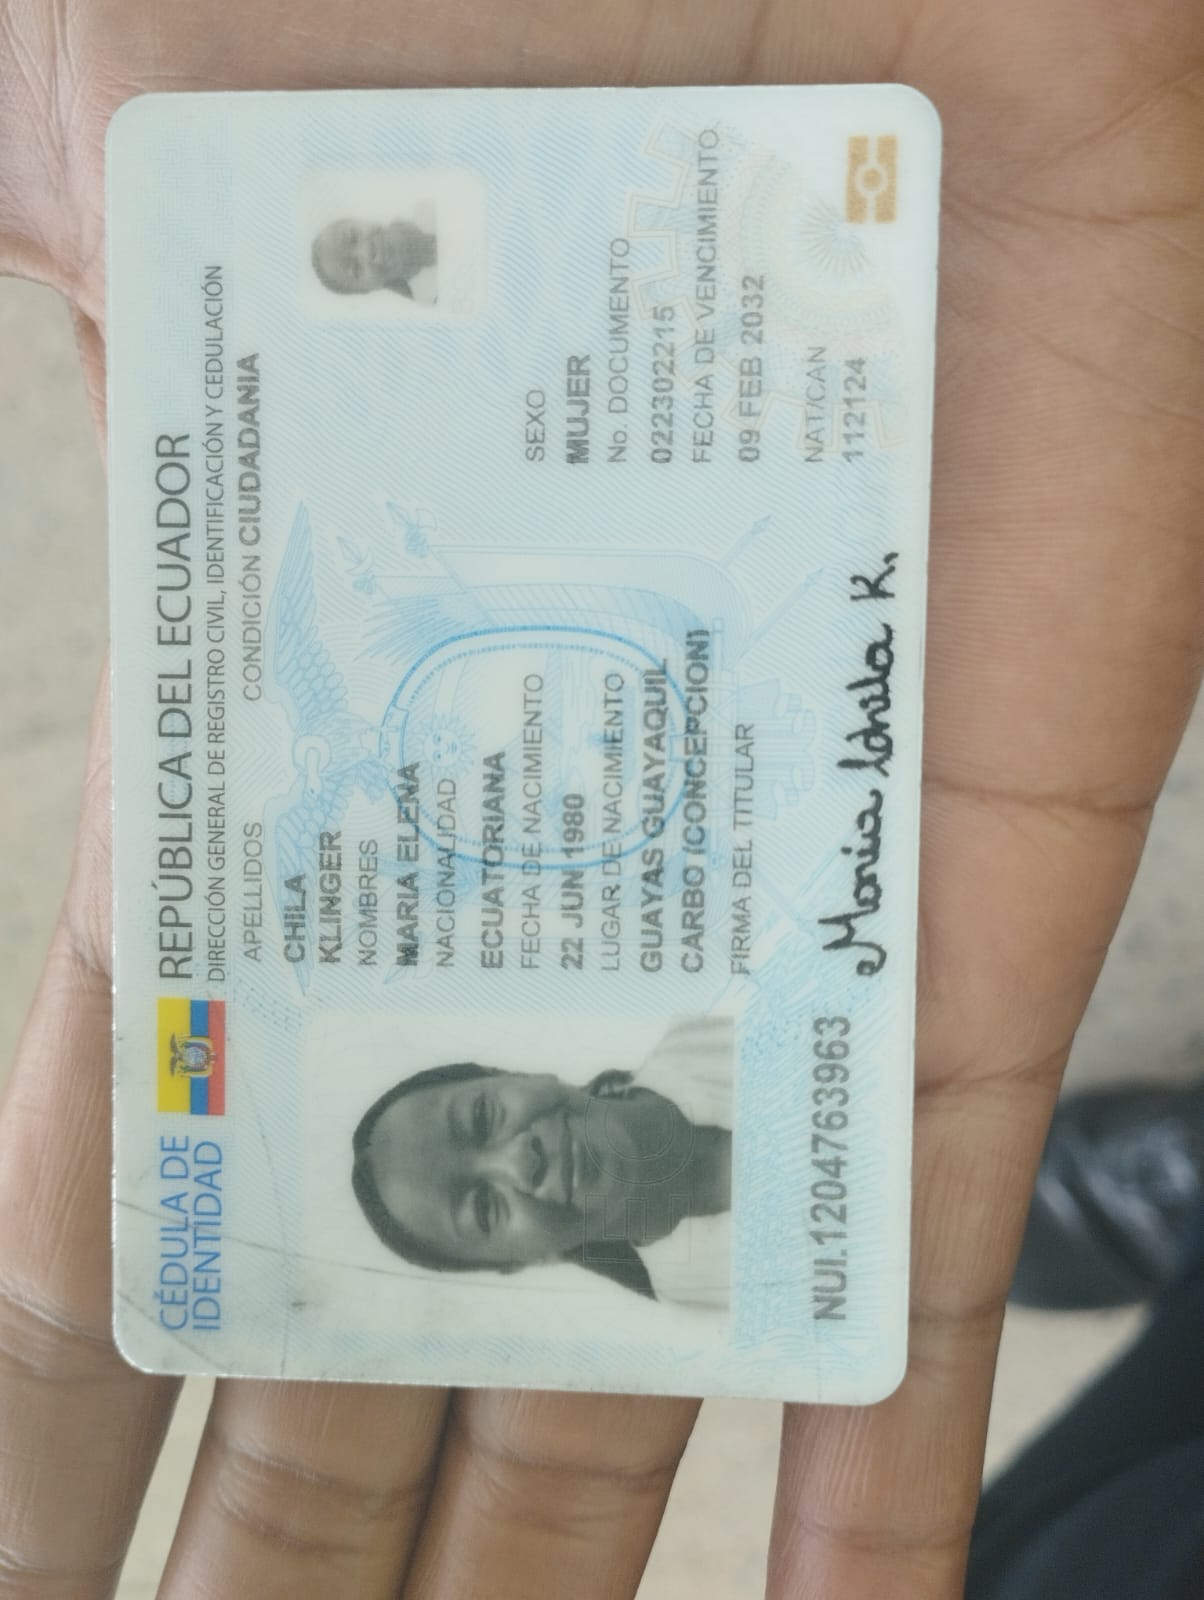 CÉDULA DE
IDENTIDAD
REPÚBLICA DEL ECUADOR
DIRECCIÓN GENERAL DE REGISTRO CIVIL, IDENTIFICACIÓN Y CEDULACIÓN
APELLIDOS
CONDICIÓN CIUDADANIA
CHILA
KLINGER
NOMBRES
MARIA ELENA
NACIONALIDAD
ECUATORIANA
FECHA DE NACIMIENTO
22 JUN 1980
LUGAR DE NACIMIENTO
GUAYAS GUAYAQUIL
CARBO (CONCEPCION)
FIRMA DEL TITULAR
SEXO
MUJER
No. DOCUMENTO
022302215
FECHA DE VENCIMIENTO
09 FEB 2032
NAT/CAN
112124
NUI.1204763963
Maria K.